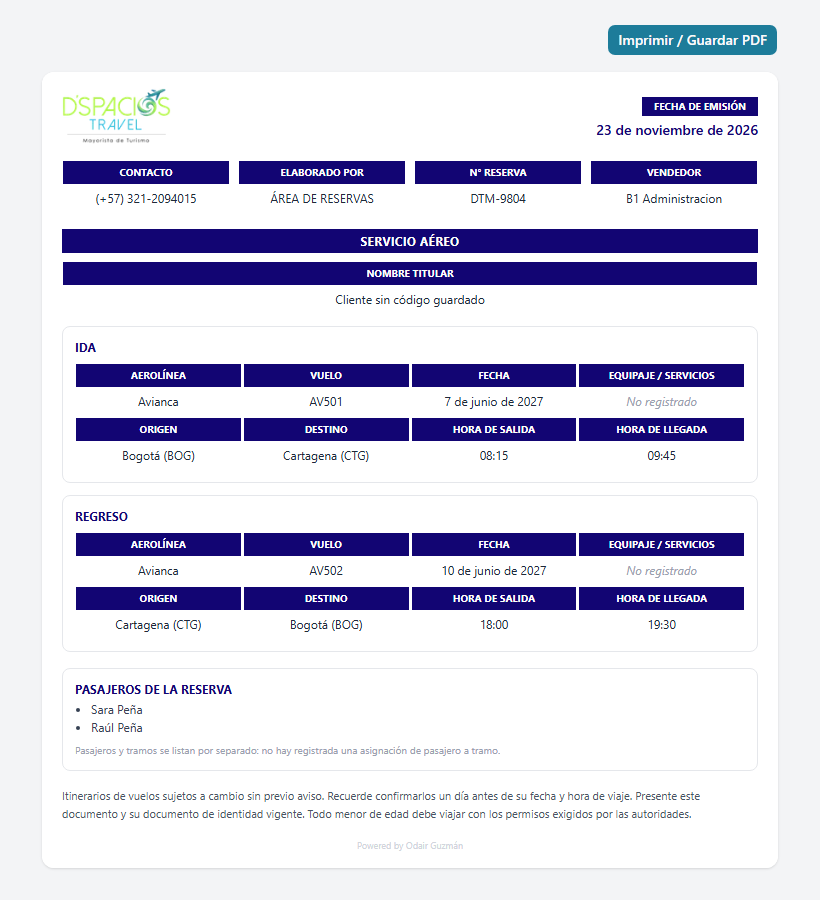 Imprimir / Guardar PDF
D'SPACIOS
TRAVEL
Mayorista de Turismo
FECHA DE EMISIÓN
23 de noviembre de 2026
CONTACTO ELABORADO POR N° RESERVA VENDEDOR
(+57) 321-2094015 ÁREA DE RESERVAS DTM-9804 B1 Administracion
SERVICIO AÉREO
NOMBRE TITULAR
Cliente sin código guardado
IDA
AEROLÍNEA VUELO FECHA EQUIPAJE / SERVICIOS
Avianca AV501 7 de junio de 2027 No registrado
ORIGEN DESTINO HORA DE SALIDA HORA DE LLEGADA
Bogotá (BOG) Cartagena (CTG) 08:15 09:45
REGRESO
AEROLÍNEA VUELO FECHA EQUIPAJE / SERVICIOS
Avianca AV502 10 de junio de 2027 No registrado
ORIGEN DESTINO HORA DE SALIDA HORA DE LLEGADA
Cartagena (CTG) Bogotá (BOG) 18:00 19:30
PASAJEROS DE LA RESERVA
• Sara Peña
• Raúl Peña
Pasajeros y tramos se listan por separado: no hay registrada una asignación de pasajero a tramo.
Itinerarios de vuelos sujetos a cambio sin previo aviso. Recuerde confirmarlos un día antes de su fecha y hora de viaje. Presente este
documento y su documento de identidad vigente. Todo menor de edad debe viajar con los permisos exigidos por las autoridades.
Powered by Odair Guzmán